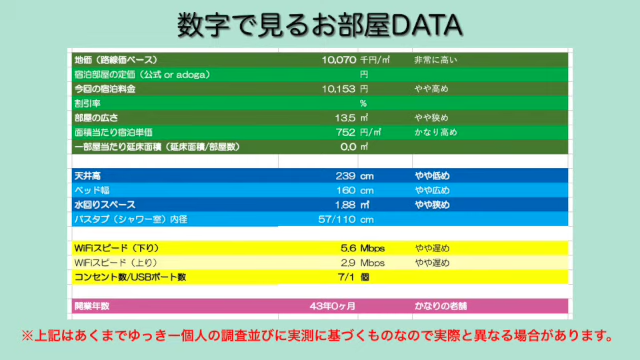 数字で見るお部屋DATA
地価（路線価ベース） 10,070 千円/㎡ 非常に高い
宿泊部屋の定価（公式 or adoga） 円
今回の宿泊料金 10,153 円 やや高め
割引率 %
部屋の広さ 13.5 ㎡ やや狭め
面積当たり宿泊単価 752 円/㎡ かなり高め
一部屋当たり延床面積（延床面積/部屋数） 0.0 ㎡
天井高 239 cm やや低め
ベッド幅 160 cm やや広め
水回りスペース 1.88 ㎡ やや狭め
バスタブ（シャワー室）内径 57/110 cm
WiFiスピード（下り） 5.6 Mbps やや遅め
WiFiスピード（上り） 2.9 Mbps やや遅め
コンセント数/USBポート数 7/1 個
開業年数 43年0ヶ月 かなりの老舗
※上記はあくまでゆっきー個人の調査並びに実測に基づくものなので実際と異なる場合があります。